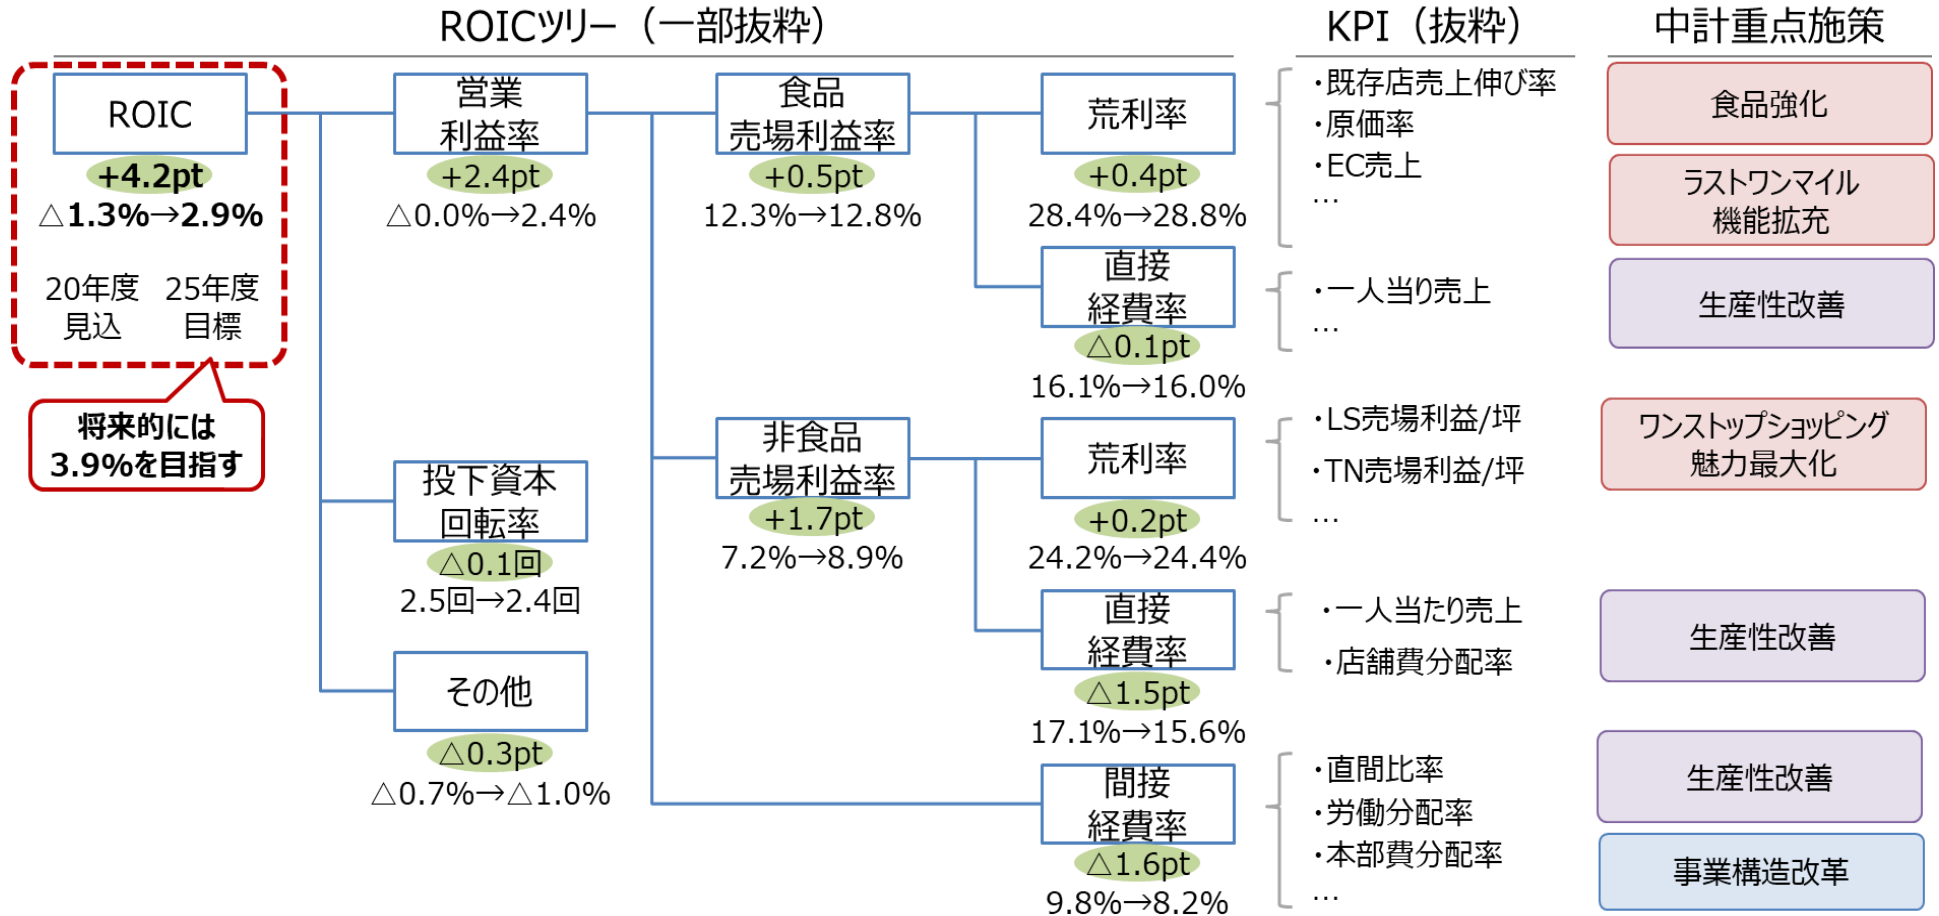 ROICツリー（一部抜粋）
KPI（抜粋）
中計重点施策
ROIC
+4.2pt
△1.3%→2.9%
20年度
見込
25年度
目標
将来的には
3.9%を目指す
営業
利益率
+2.4pt
△0.0%→2.4%
投下資本
回転率
△0.1回
2.5回→2.4回
その他
△0.3pt
△0.7%→△1.0%
食品
売場利益率
+0.5pt
12.3%→12.8%
非食品
売場利益率
+1.7pt
7.2%→8.9%
荒利率
+0.4pt
28.4%→28.8%
直接
経費率
△0.1pt
16.1%→16.0%
荒利率
+0.2pt
24.2%→24.4%
直接
経費率
△1.5pt
17.1%→15.6%
間接
経費率
△1.6pt
9.8%→8.2%
・既存店売上伸び率
・原価率
・EC売上
…
・一人当り売上
…
・LS売場利益/坪
・TN売場利益/坪
…
・一人当たり売上
・店舗費分配率
・直間比率
・労働分配率
・本部費分配率
…
食品強化
ラストワンマイル
機能拡充
生産性改善
ワンストップショッピング
魅力最大化
生産性改善
生産性改善
事業構造改革